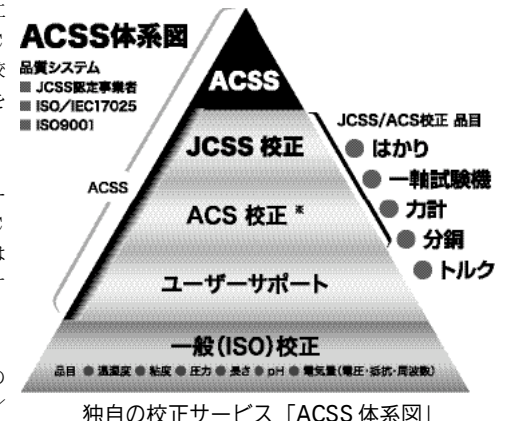 ACSS体系図
品質システム
■ JCSS認定事業者
■ ISO/IEC17025
■ ISO9001
ACSS
ACSS
JCSS 校正
ACS 校正 ※
ユーザーサポート
一般(ISO)校正
品目 ●温湿度 ●粘度 ●圧力 ●長さ ●pH ●電気量(電圧・抵抗・周波数)
JCSS/ACS校正 品目
● はかり
● 一軸試験機
● 力計
● 分銅
● トルク
独自の校正サービス「ACSS 体系図」